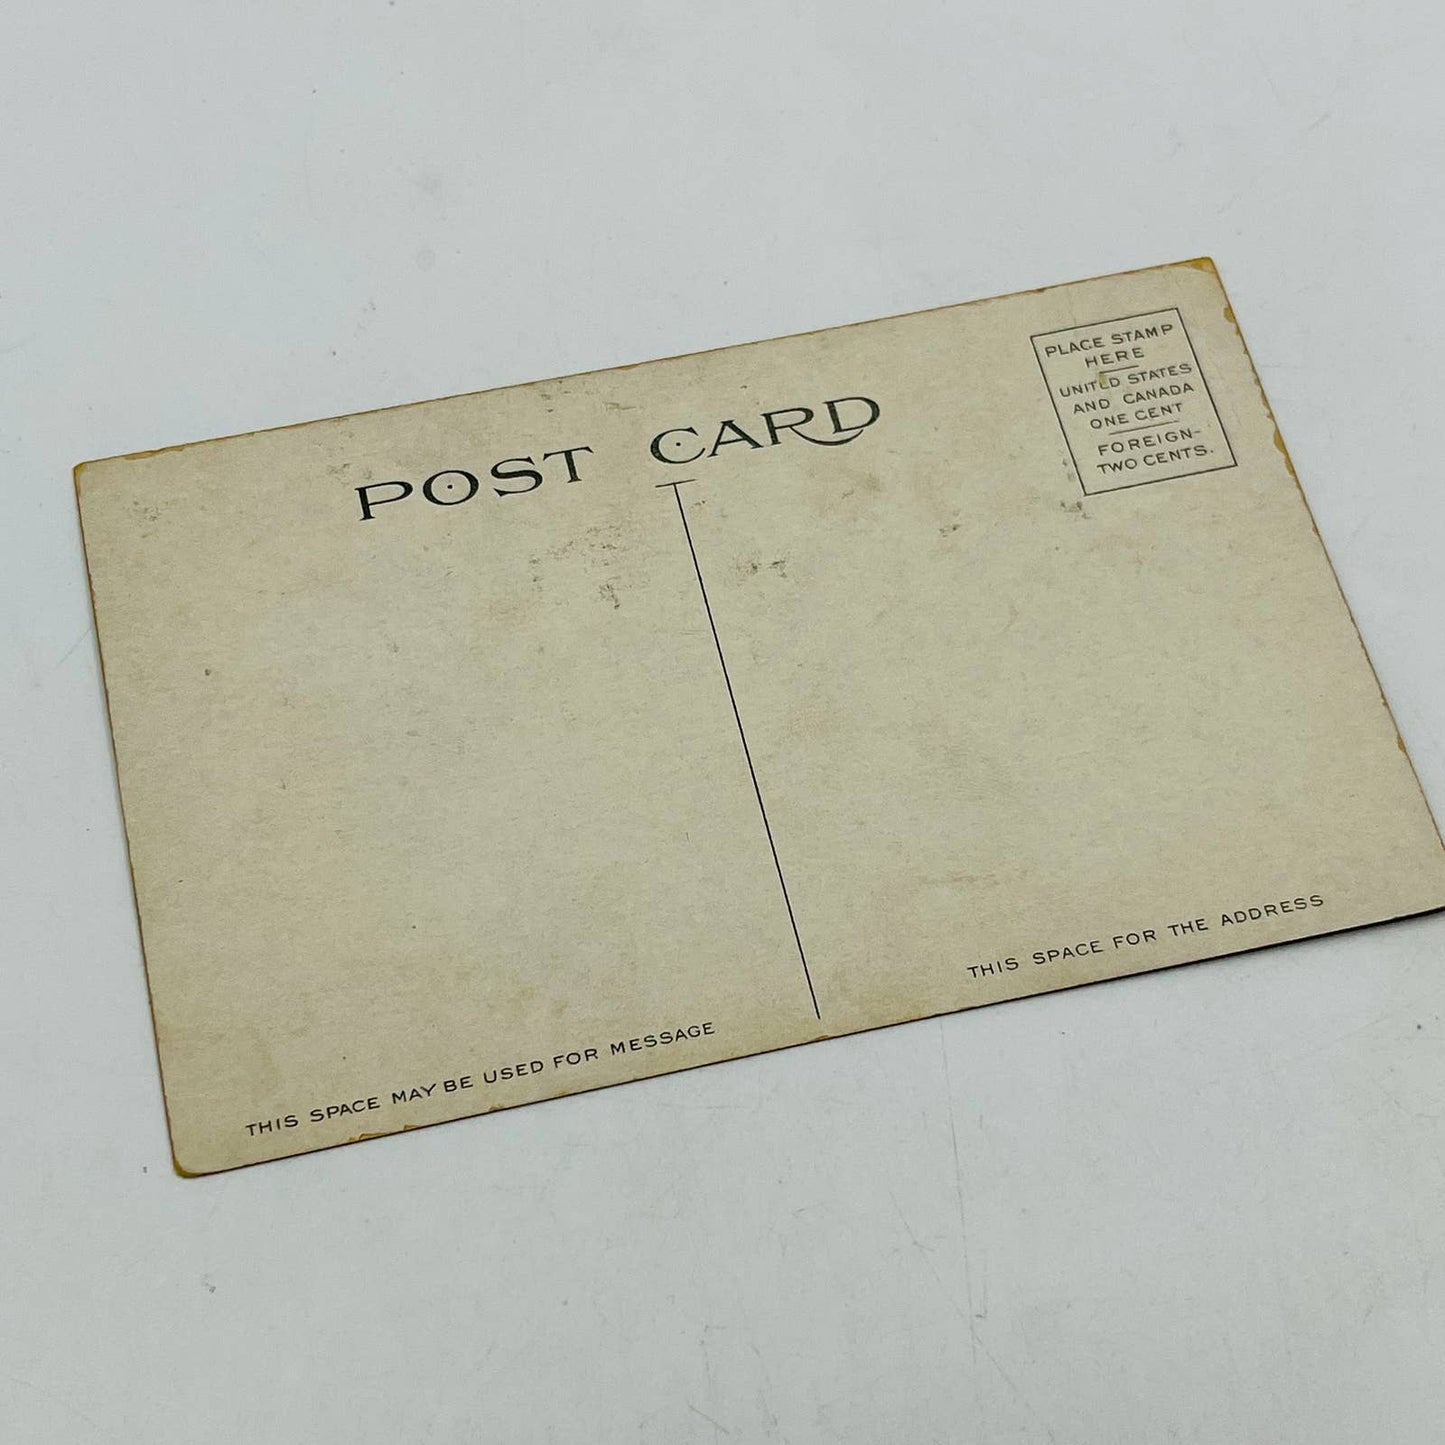 POST CARD
PLACE STAMP
HERE
UNITED STATES
AND CANADA
ONE CENT
FOREIGN-
TWO CENTS.
THIS SPACE MAY BE USED FOR MESSAGE
THIS SPACE FOR THE ADDRESS